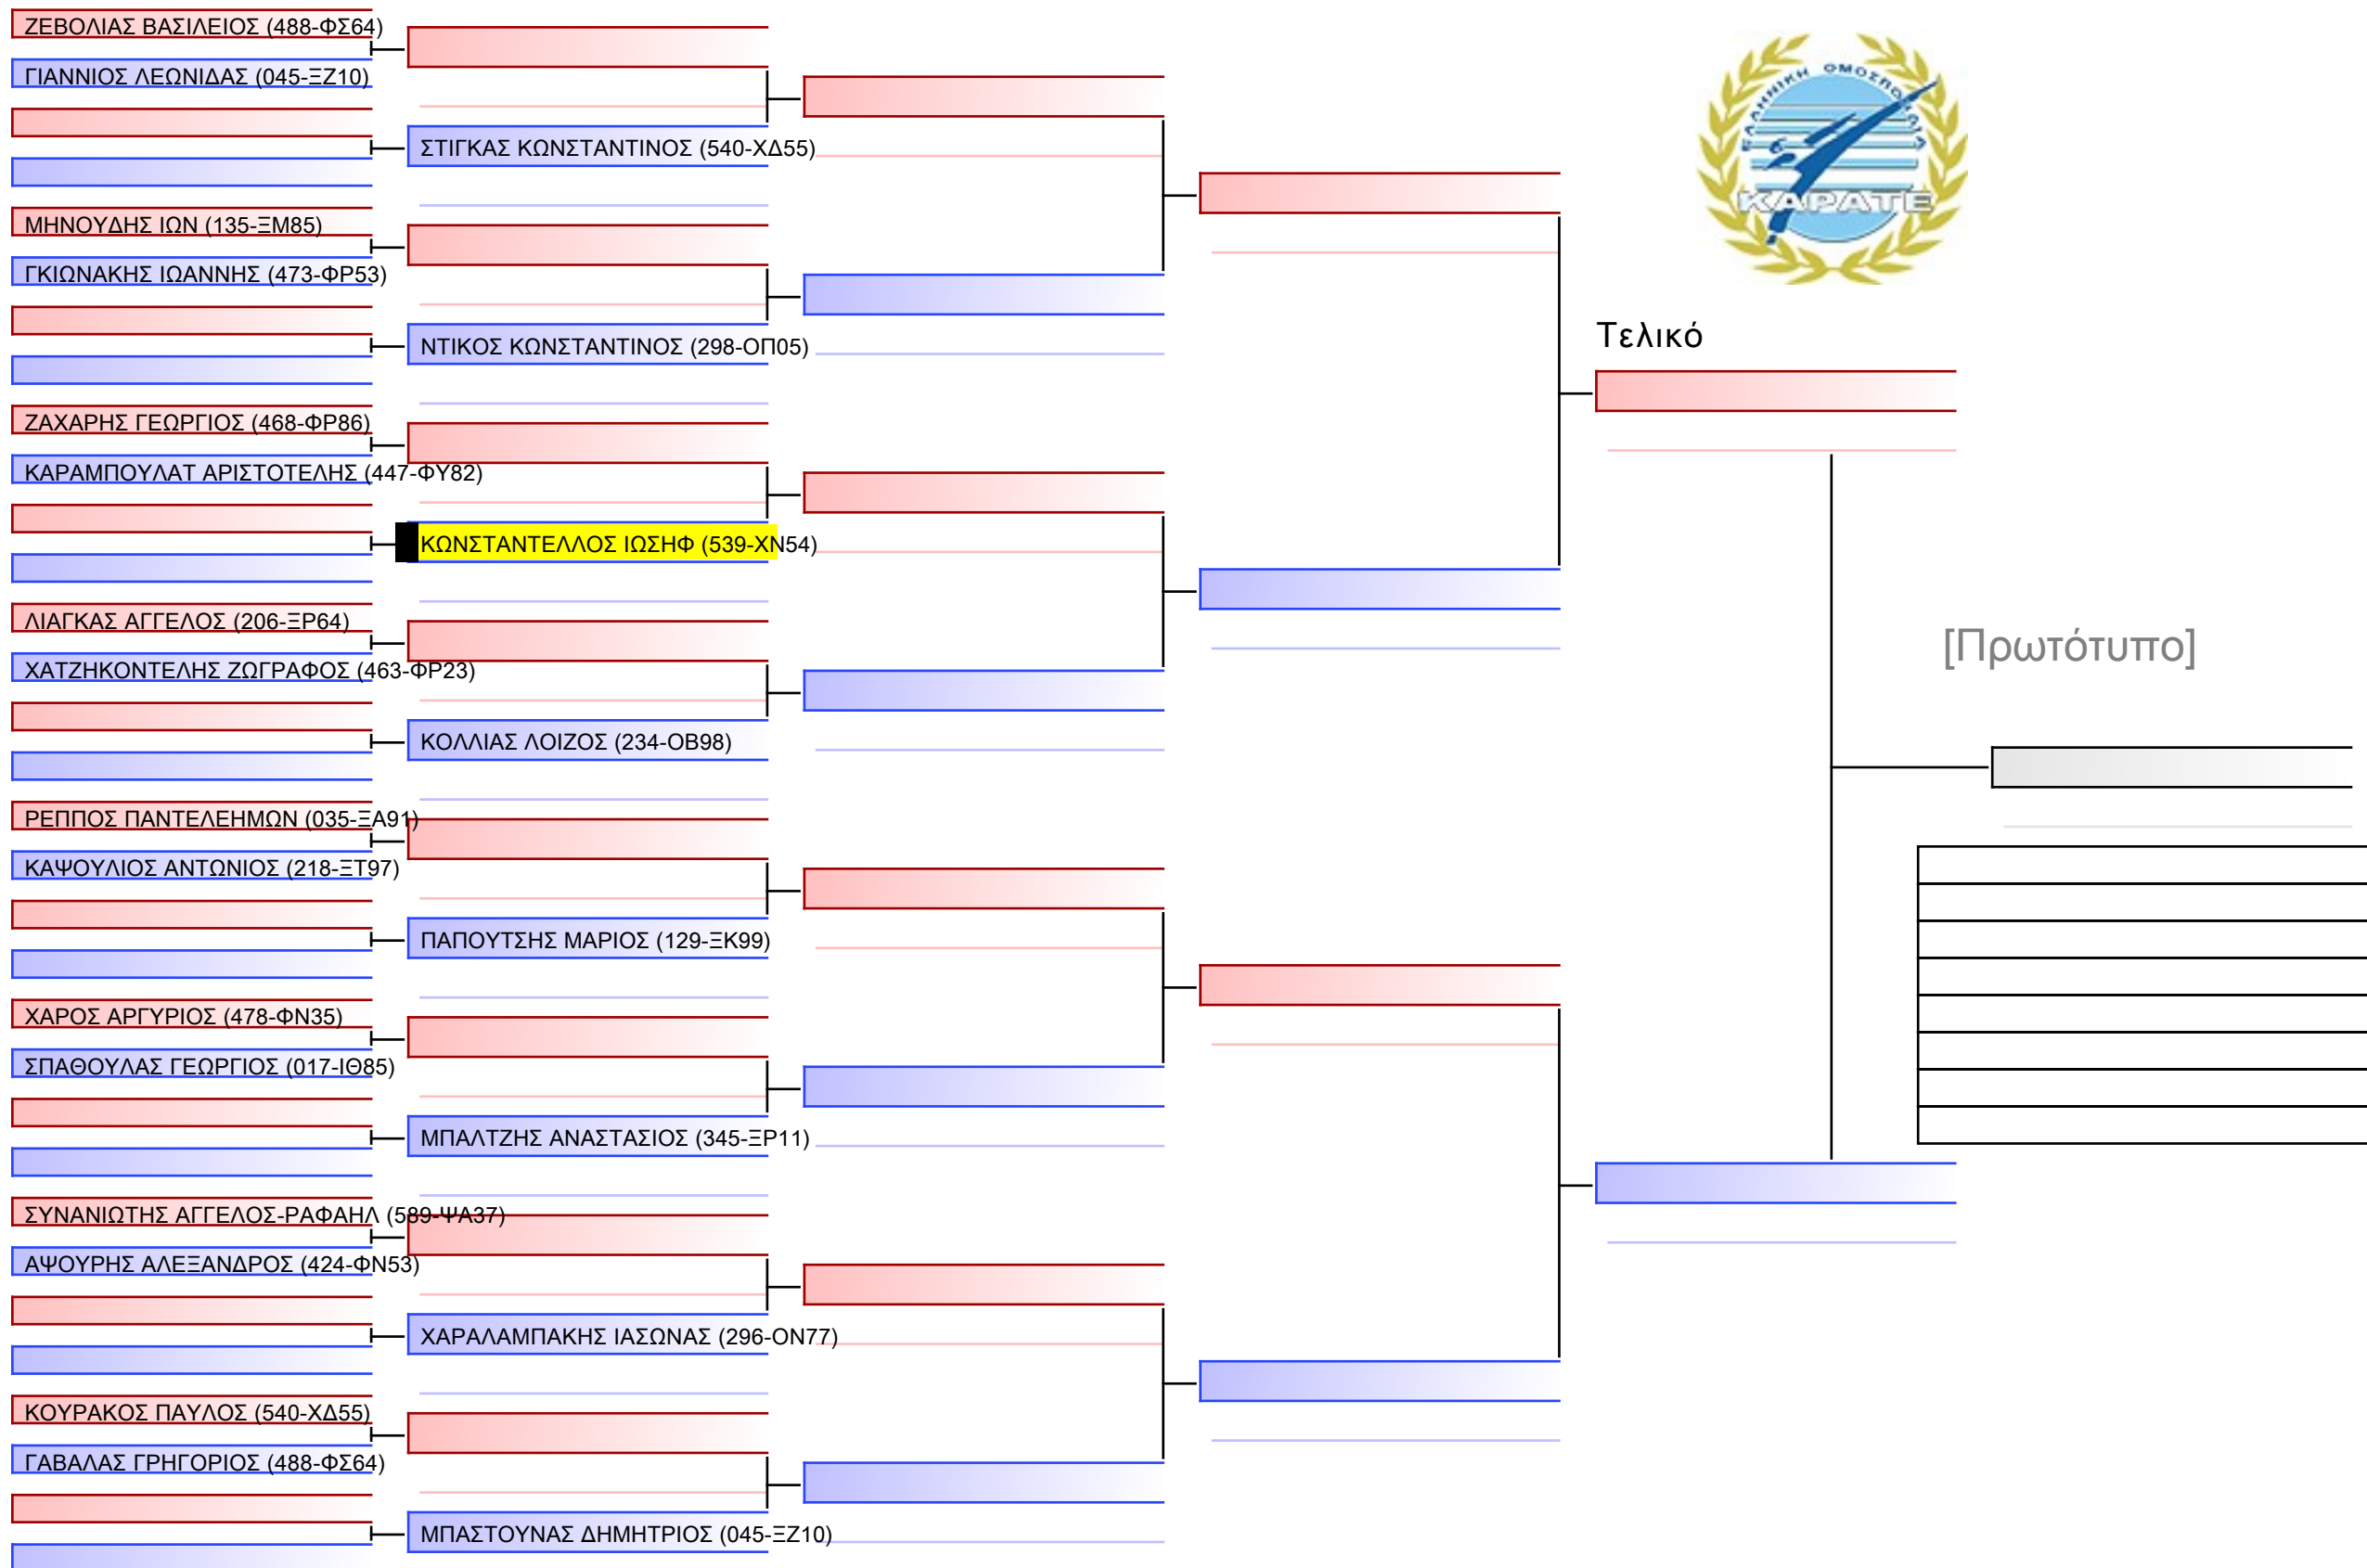 ΖΕΒΟΛΙΑΣ ΒΑΣΙΛΕΙΟΣ (488-ΦΣ64)
ΓΙΑΝΝΙΟΣ ΛΕΩΝΙΔΑΣ (045-ΞΖ10)
ΣΤΙΓΚΑΣ ΚΩΝΣΤΑΝΤΙΝΟΣ (540-ΧΔ55)
ΜΗΝΟΥΔΗΣ ΙΩΝ (135-ΞΜ85)
ΓΚΙΩΝΑΚΗΣ ΙΩΑΝΝΗΣ (473-ΦΡ53)
ΝΤΙΚΟΣ ΚΩΝΣΤΑΝΤΙΝΟΣ (298-ΟΠ05)
ΖΑΧΑΡΗΣ ΓΕΩΡΓΙΟΣ (468-ΦΡ86)
ΚΑΡΑΜΠΟΥΛΑΤ ΑΡΙΣΤΟΤΕΛΗΣ (447-ΦΥ82)
ΚΩΝΣΤΑΝΤΕΛΛΟΣ ΙΩΣΗΦ (539-ΧΝ54)
ΛΙΑΓΚΑΣ ΑΓΓΕΛΟΣ (206-ΞΡ64)
ΧΑΤΖΗΚΟΝΤΕΛΗΣ ΖΩΓΡΑΦΟΣ (463-ΦΡ23)
ΚΟΛΛΙΑΣ ΛΟΙΖΟΣ (234-ΟΒ98)
ΡΕΠΠΟΣ ΠΑΝΤΕΛΕΗΜΩΝ (035-ΞΑ91)
ΚΑΨΟΥΛΙΟΣ ΑΝΤΩΝΙΟΣ (218-ΞΤ97)
ΠΑΠΟΥΤΣΗΣ ΜΑΡΙΟΣ (129-ΞΚ99)
ΧΑΡΟΣ ΑΡΓΥΡΙΟΣ (478-ΦΝ35)
ΣΠΑΘΟΥΛΑΣ ΓΕΩΡΓΙΟΣ (017-ΙΘ85)
ΜΠΑΛΤΖΗΣ ΑΝΑΣΤΑΣΙΟΣ (345-ΞΡ11)
ΣΥΝΑΝΙΩΤΗΣ ΑΓΓΕΛΟΣ-ΡΑΦΑΗΛ (589-ΨΑ37)
ΑΨΟΥΡΗΣ ΑΛΕΞΑΝΔΡΟΣ (424-ΦΝ53)
ΧΑΡΑΛΑΜΠΑΚΗΣ ΙΑΣΩΝΑΣ (296-ΟΝ77)
ΚΟΥΡΑΚΟΣ ΠΑΥΛΟΣ (540-ΧΔ55)
ΓΑΒΑΛΑΣ ΓΡΗΓΟΡΙΟΣ (488-ΦΣ64)
ΜΠΑΣΤΟΥΝΑΣ ΔΗΜΗΤΡΙΟΣ (045-ΞΖ10)
ΕΛΛΗΝΙΚΗ ΟΜΟΣΠΟΝΔΙΑ
ΚΑΡΑΤΕ
Τελικό
[Πρωτότυπο]